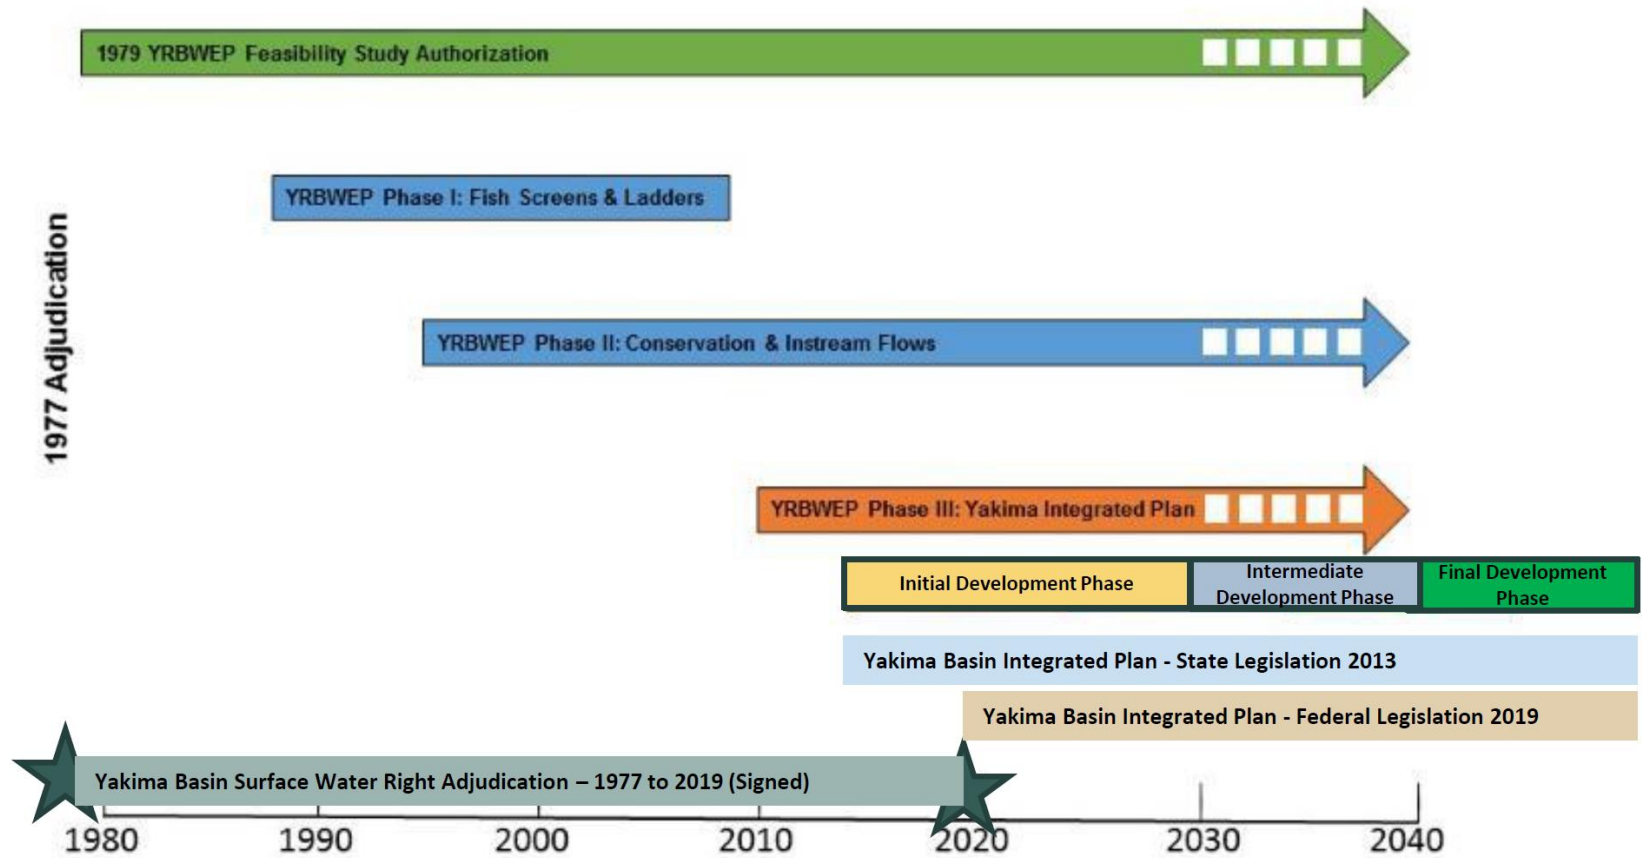 1979 YRBWEP Feasibility Study Authorization
YRBWEP Phase I: Fish Screens & Ladders
1977 Adjudication
YRBWEP Phase II: Conservation & Instream Flows
YRBWEP Phase III: Yakima Integrated Plan
Initial Development Phase
Intermediate
Development Phase
Final Development
Phase
Yakima Basin Integrated Plan - State Legislation 2013
Yakima Basin Integrated Plan - Federal Legislation 2019
Yakima Basin Surface Water Right Adjudication – 1977 to 2019 (Signed)
1980 1990 2000 2010 2020 2030 2040